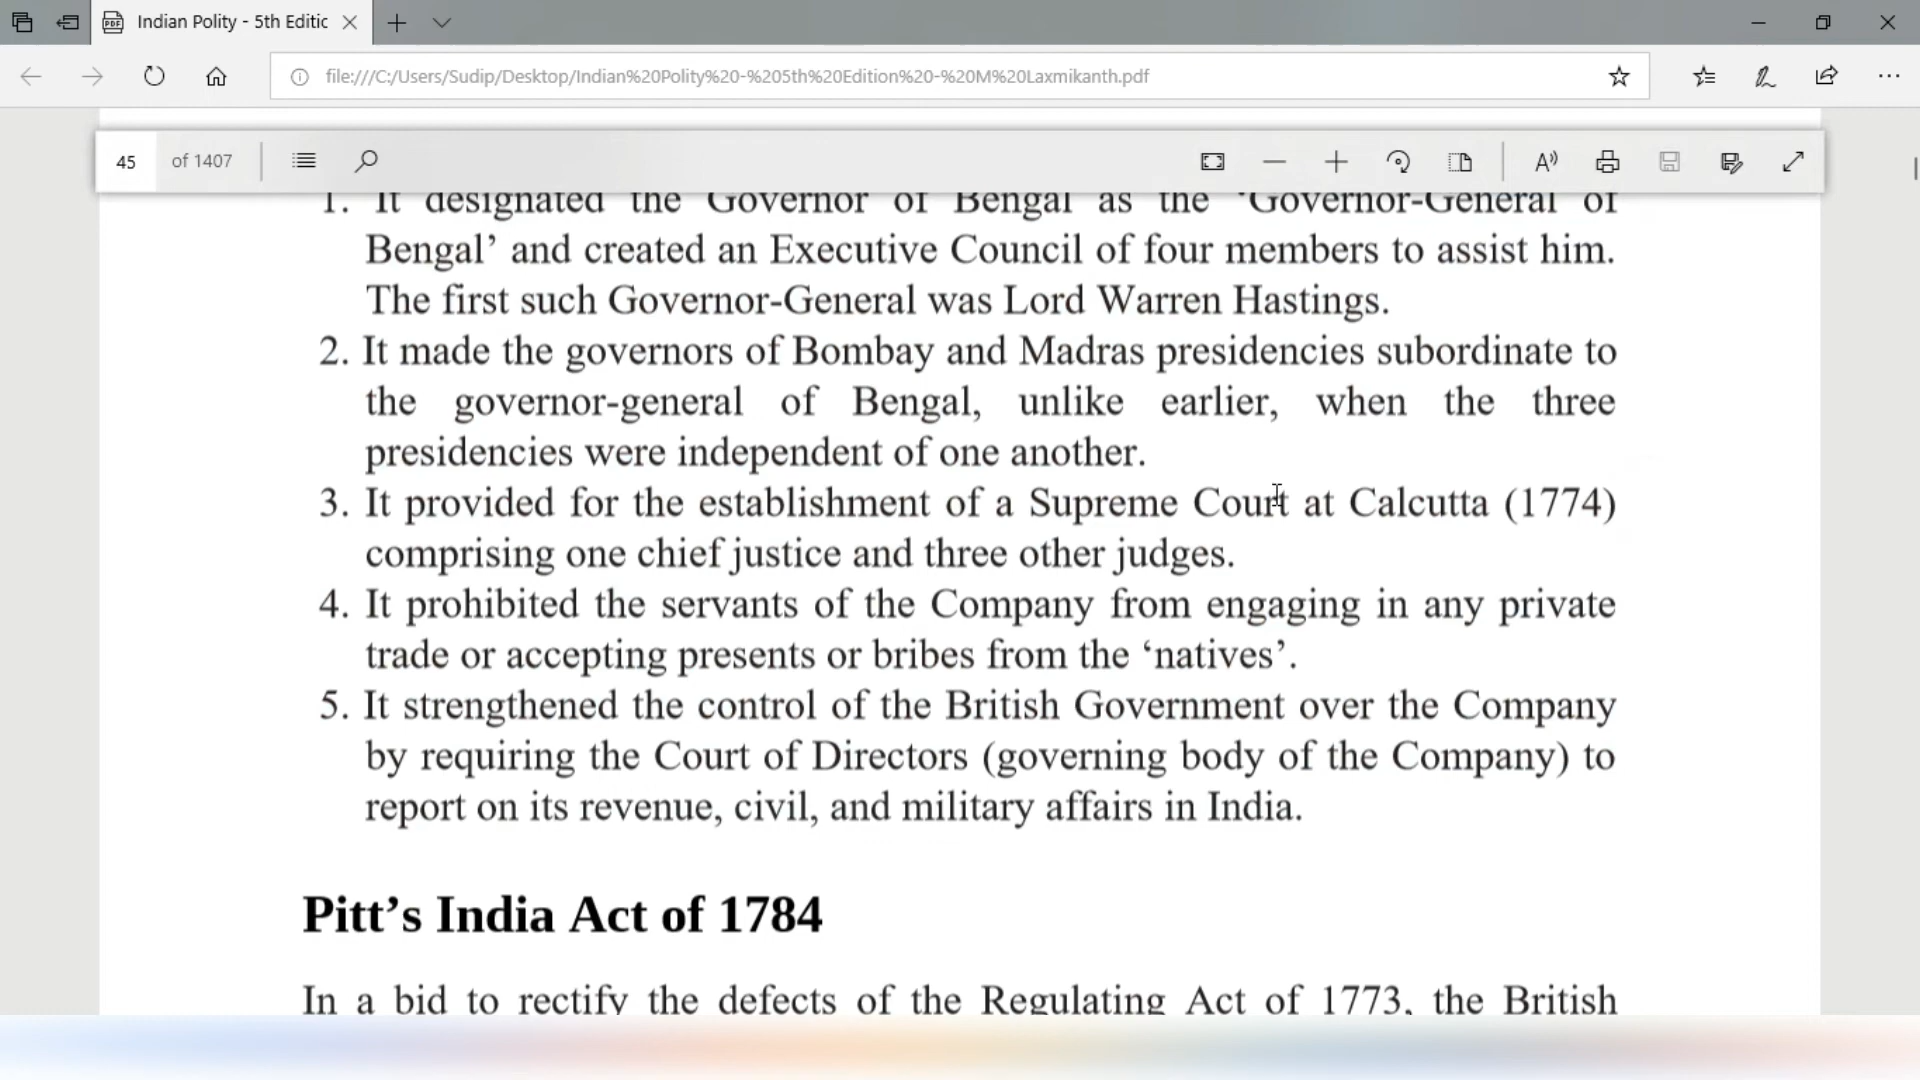 Indian Polity - 5th Editic
file:///C:/Users/Sudip/Desktop/Indian%20Polity%20-%205th%20Edition%20-%20M%20Laxmikanth.pdf
45 of 1407
1. It designated the Governor of Bengal as the ‘Governor-General of
Bengal’ and created an Executive Council of four members to assist him.
The first such Governor-General was Lord Warren Hastings.
2. It made the governors of Bombay and Madras presidencies subordinate to
the governor-general of Bengal, unlike earlier, when the three
presidencies were independent of one another.
3. It provided for the establishment of a Supreme Court at Calcutta (1774)
comprising one chief justice and three other judges.
4. It prohibited the servants of the Company from engaging in any private
trade or accepting presents or bribes from the ‘natives’.
5. It strengthened the control of the British Government over the Company
by requiring the Court of Directors (governing body of the Company) to
report on its revenue, civil, and military affairs in India.
Pitt’s India Act of 1784
In a bid to rectify the defects of the Regulating Act of 1773, the British